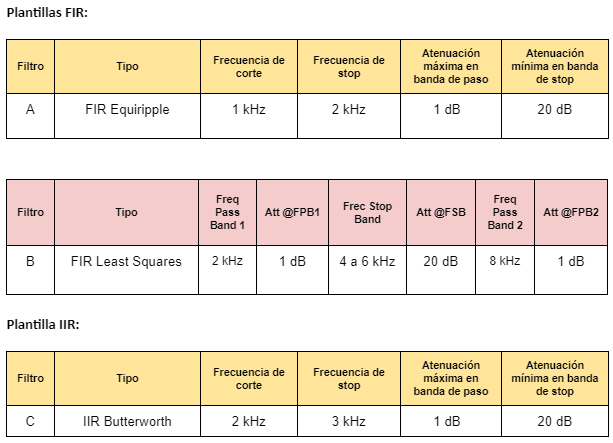 Plantillas FIR:
Filtro Tipo Frecuencia de corte Frecuencia de stop Atenuación máxima en banda de paso Atenuación mínima en banda de stop
A FIR Equiripple 1 kHz 2 kHz 1 dB 20 dB
Filtro Tipo Freq Pass Band 1 Att @FPB1 Frec Stop Band Att @FSB Freq Pass Band 2 Att @FPB2
B FIR Least Squares 2 kHz 1 dB 4 a 6 kHz 20 dB 8 kHz 1 dB
Plantilla IIR:
Filtro Tipo Frecuencia de corte Frecuencia de stop Atenuación máxima en banda de paso Atenuación mínima en banda de stop
C IIR Butterworth 2 kHz 3 kHz 1 dB 20 dB